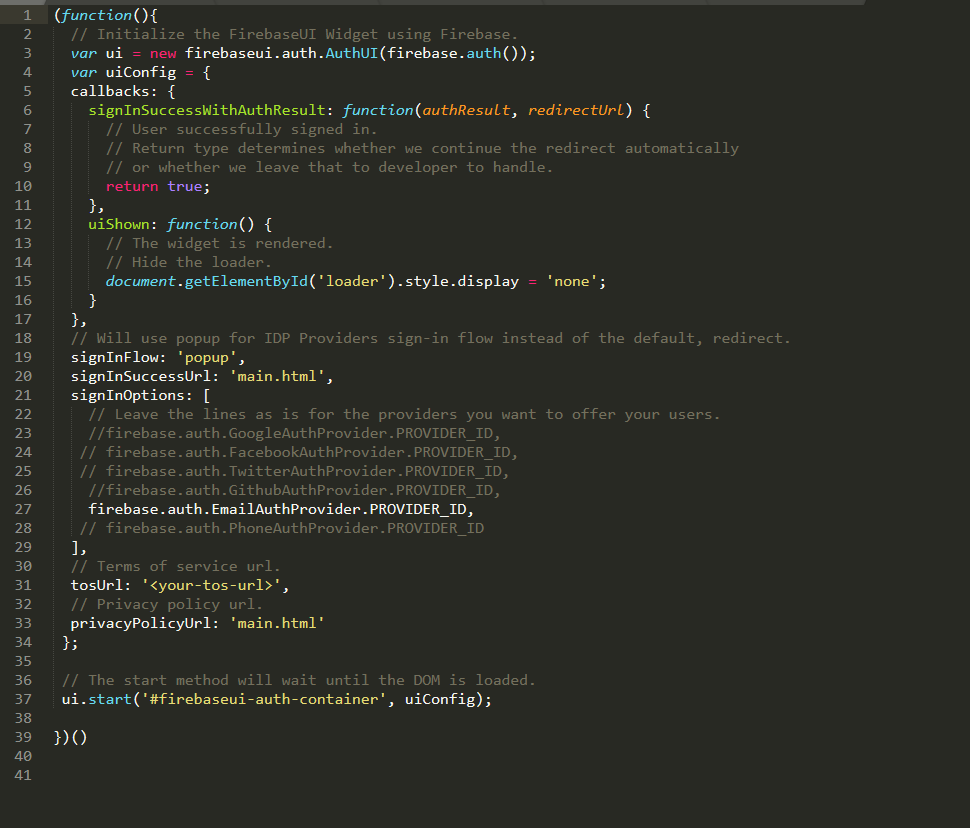 1 (function(){
2 // Initialize the FirebaseUI Widget using Firebase.
3 var ui = new firebaseui.auth.AuthUI(firebase.auth());
4 var uiConfig = {
5 callbacks: {
6 signInSuccessWithAuthResult: function(authResult, redirectUrl) {
7 // User successfully signed in.
8 // Return type determines whether we continue the redirect automatically
9 // or whether we leave that to developer to handle.
10 return true;
11 },
12 uiShown: function() {
13 // The widget is rendered.
14 // Hide the loader.
15 document.getElementById('loader').style.display = 'none';
16 }
17 },
18 // Will use popup for IDP Providers sign-in flow instead of the default, redirect.
19 signInFlow: 'popup',
20 signInSuccessUrl: 'main.html',
21 signInOptions: [
22 // Leave the lines as is for the providers you want to offer your users.
23 //firebase.auth.GoogleAuthProvider.PROVIDER_ID,
24 // firebase.auth.FacebookAuthProvider.PROVIDER_ID,
25 // firebase.auth.TwitterAuthProvider.PROVIDER_ID,
26 //firebase.auth.GithubAuthProvider.PROVIDER_ID,
27 firebase.auth.EmailAuthProvider.PROVIDER_ID,
28 // firebase.auth.PhoneAuthProvider.PROVIDER_ID
29 ],
30 // Terms of service url.
31 tosUrl: '<your-tos-url>',
32 // Privacy policy url.
33 privacyPolicyUrl: 'main.html'
34 };
35
36 // The start method will wait until the DOM is loaded.
37 ui.start('#firebaseui-auth-container', uiConfig);
38
39 })()
40
41